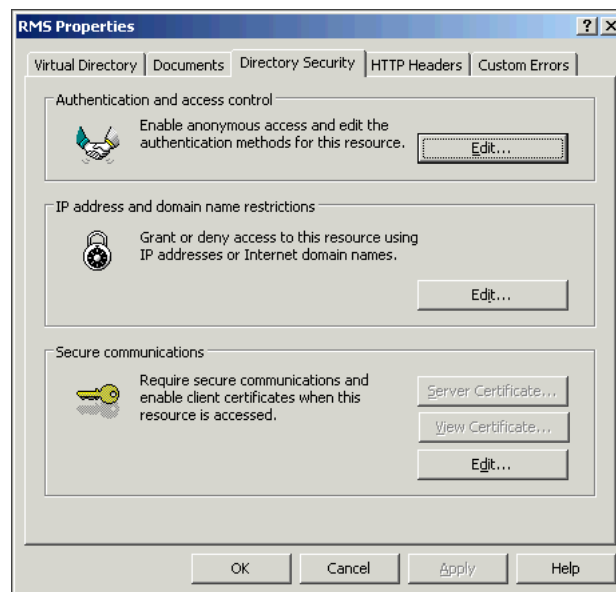 RMS Properties
Virtual Directory
Documents
Directory Security
HTTP Headers
Custom Errors
Authentication and access control
Enable anonymous access and edit the
authentication methods for this resource.
Edit...
IP address and domain name restrictions
Grant or deny access to this resource using
IP addresses or Internet domain names.
Edit...
Secure communications
Require secure communications and
enable client certificates when this
resource is accessed.
Server Certificate...
View Certificate...
Edit...
OK
Cancel
Apply
Help